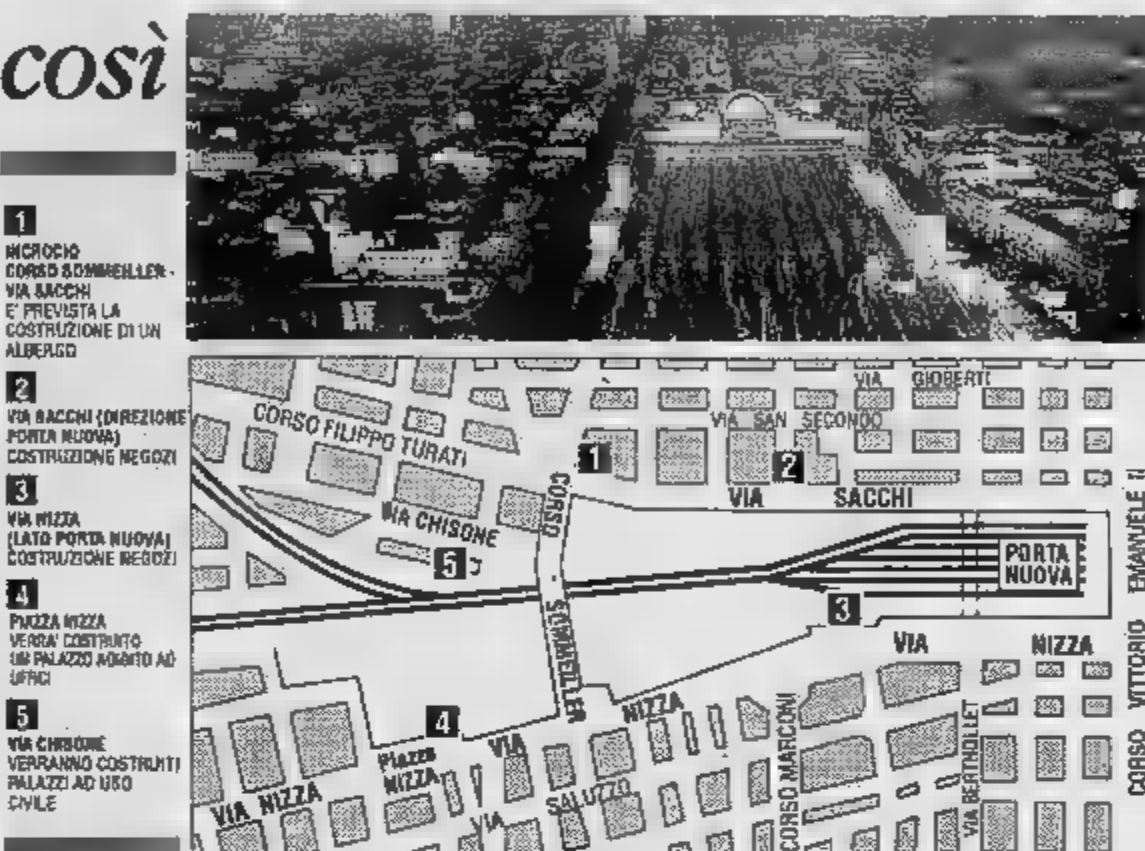 così
1
INCROCIO
CORSO SOMMEILLER -
VIA SACCHI
E' PREVISTA LA
COSTRUZIONE DI UN
ALBERGO
2
VIA SACCHI (DIREZIONE
PORTA NUOVA)
COSTRUZIONE NEGOZI
3
VIA NIZZA
(LATO PORTA NUOVA)
COSTRUZIONE NEGOZI
4
PIAZZA NIZZA
VERRA' COSTRUITO
UN PALAZZO ADIBITO AD
UFFICI
5
VIA CHISONE
VERRANNO COSTRUITI
PALAZZI AD USO
CIVILE
VIA GIOBERTI
CORSO FILIPPO TURATI
VIA SAN SECONDO
1
2
VIA SACCHI
CORSO SOMMEILLER
VIA CHISONE
5
PORTA
NUOVA
3
VIA NIZZA
CORSO VITTORIO EMANUELE II
4
Piazza
NIZZA
VIA NIZZA
VIA NIZZA
VIA SALUZZO
CORSO MARCONI
VIA BERTHOLLET